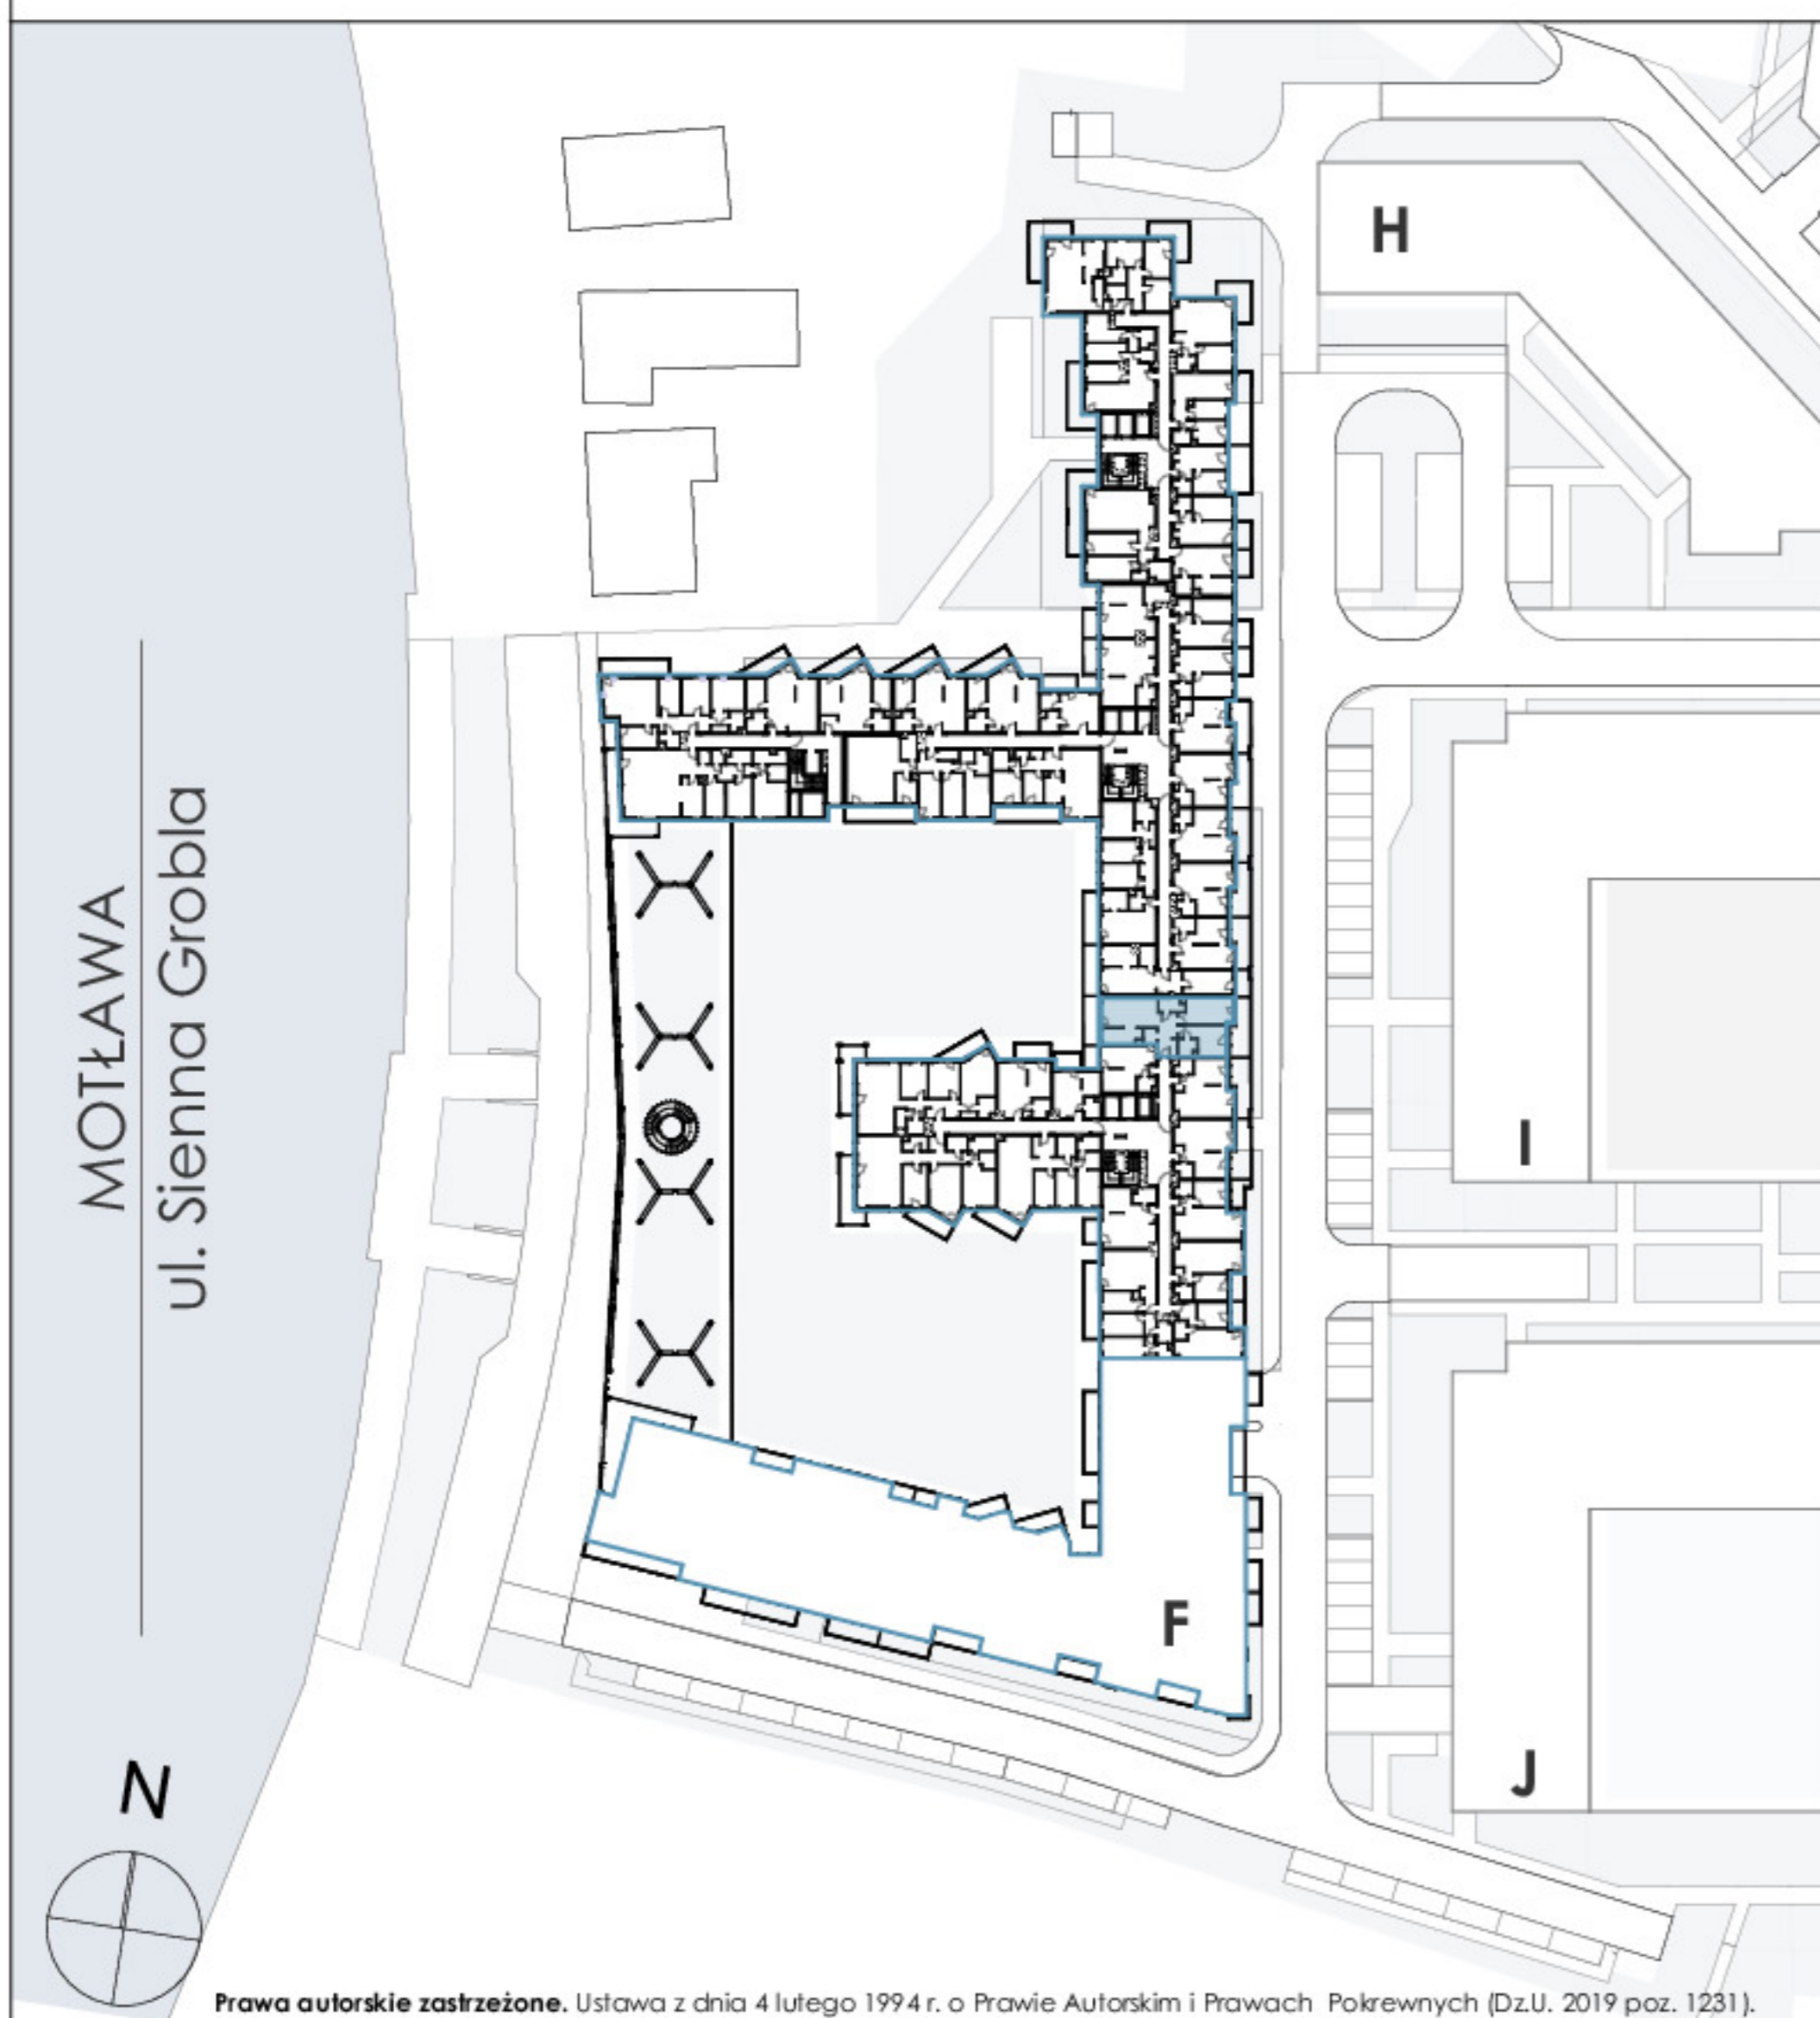 H
MOTŁAWA
ul. Sienna Grobla
I
F
J
N
Prawa autorskie zastrzeżone. Ustawa z dnia 4 lutego 1994 r. o Prawie Autorskim i Prawach Pokrewnych (Dz.U. 2019 poz. 1231).